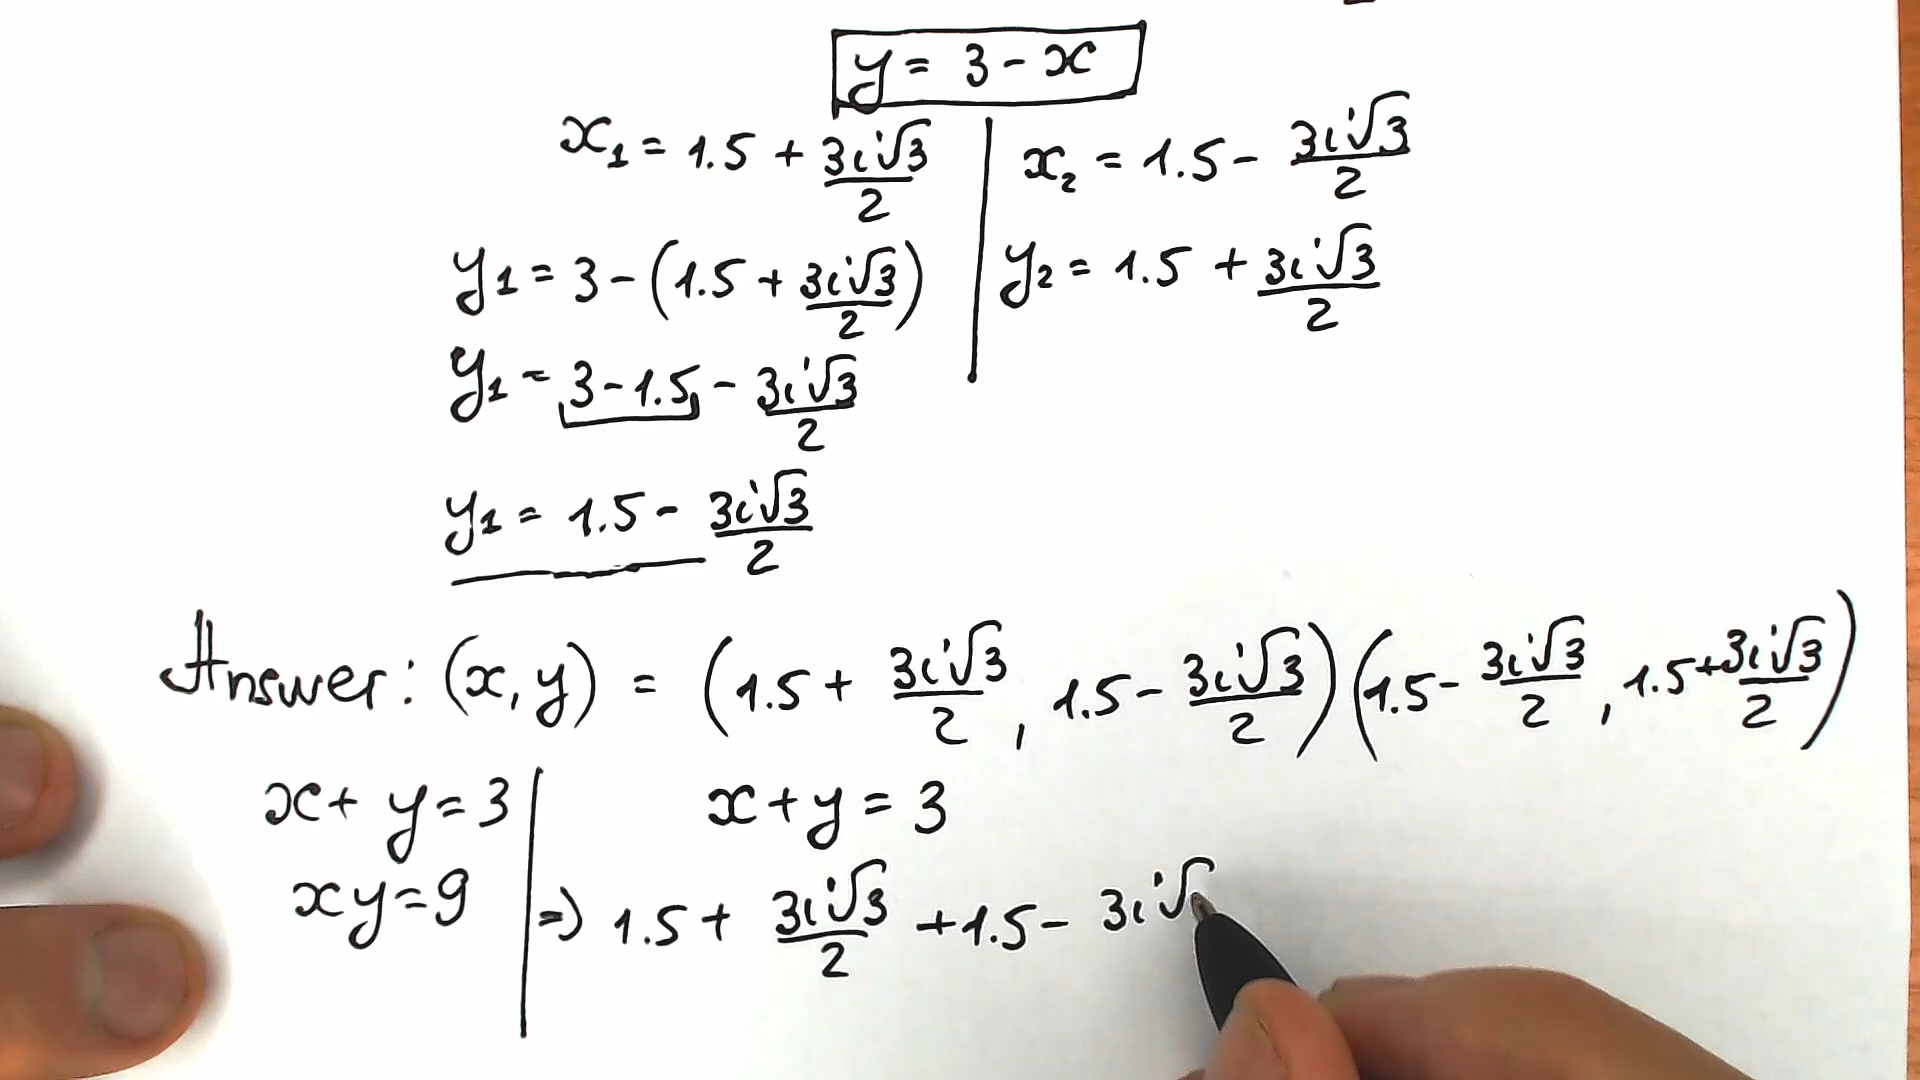 y = 3 - x
x₁ = 1.5 + 3i√3/2
x₂ = 1.5 - 3i√3/2
y₁ = 3 - (1.5 + 3i√3/2)
y₂ = 1.5 + 3i√3/2
y₁ = 3 - 1.5 - 3i√3/2
y₁ = 1.5 - 3i√3/2
Answer: (x, y) = (1.5 + 3i√3/2, 1.5 - 3i√3/2) (1.5 - 3i√3/2, 1.5 + 3i√3/2)
x + y = 3
xy = 9
x + y = 3
⇒ 1.5 + 3i√3/2 + 1.5 - 3i√